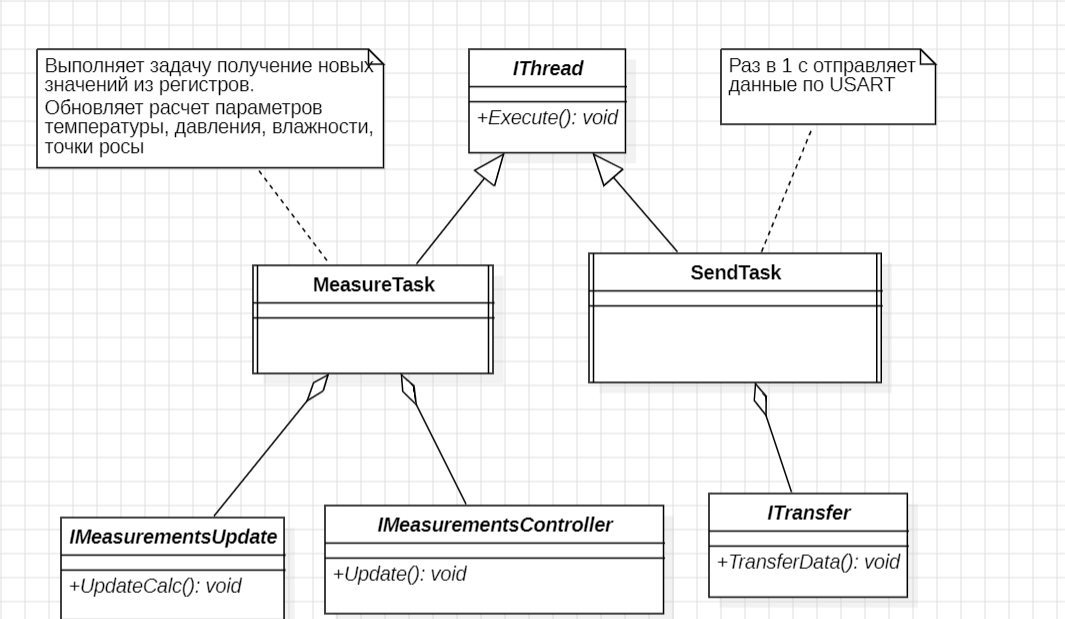 Выполняет задачу получение новых
значений из регистров.
Обновляет расчет параметров
температуры, давления, влажности,
точки росы
IThread
+Execute(): void
Раз в 1 с отправляет
данные по USART
MeasureTask
SendTask
IMeasurementsUpdate
+UpdateCalc(): void
IMeasurementsController
+Update(): void
ITransfer
+TransferData(): void